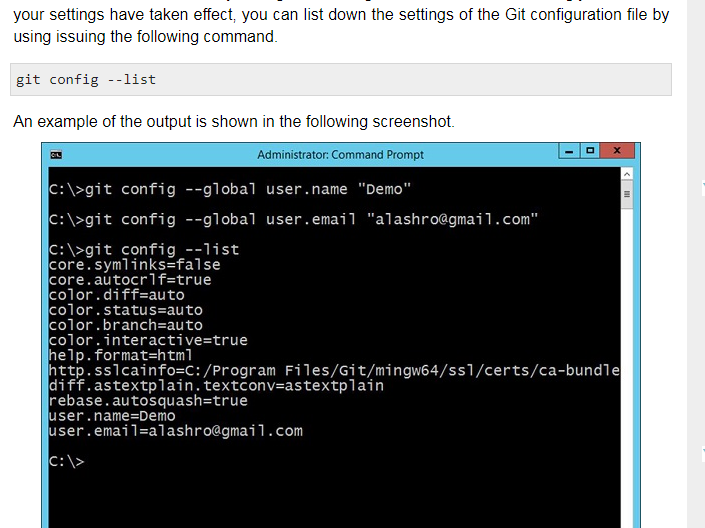 your settings have taken effect, you can list down the settings of the Git configuration file by
using issuing the following command.
git config --list
An example of the output is shown in the following screenshot.
Administrator: Command Prompt
C:\>git config --global user.name "Demo"
C:\>git config --global user.email "alashro@gmail.com"
C:\>git config --list
core.symlinks=false
core.autocrlf=true
color.diff=auto
color.status=auto
color.branch=auto
color.interactive=true
help.format=html
http.sslcainfo=C:/Program Files/Git/mingw64/ssl/certs/ca-bundle
diff.astextplain.textconv=astextplain
rebase.autosquash=true
user.name=Demo
user.email=alashro@gmail.com
C:\>